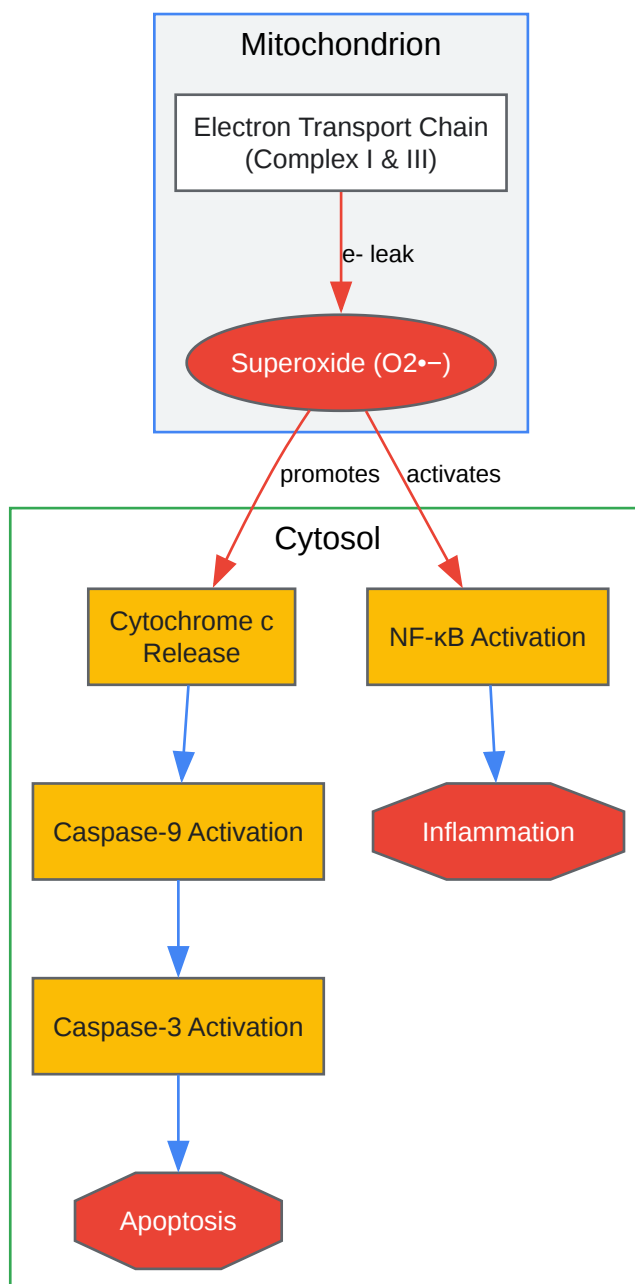 Mitochondrion
Electron Transport Chain
(Complex I & III)
e- leak
Superoxide (O2•−)
promotes
activates
Cytosol
Cytochrome c
Release
NF-κB Activation
Caspase-9 Activation
Inflammation
Caspase-3 Activation
Apoptosis